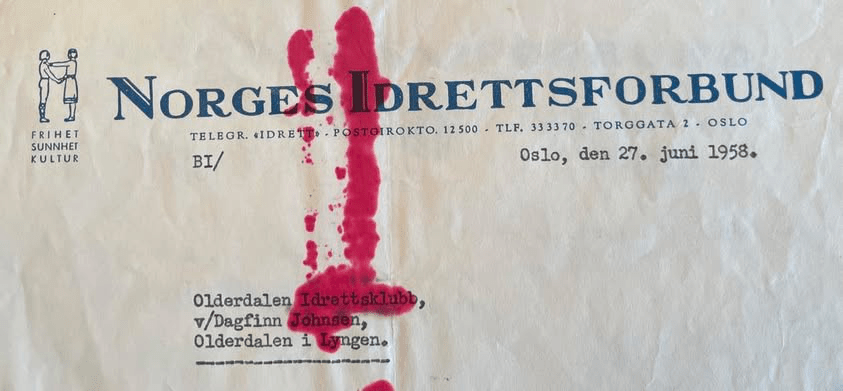 NORGES IDRETTSFORBUND
FRIHET
SUNNHET
KULTUR
TELEGR. «IDRETT» - POSTGIROKTO. 12500 - TLF. 333370 - TORGGATA 2 - OSLO
BI/
Oslo, den 27. juni 1958.
Olderdalen Idrettsklubb,
v/Dagfinn Johnsen,
Olderdalen i Lyngen.